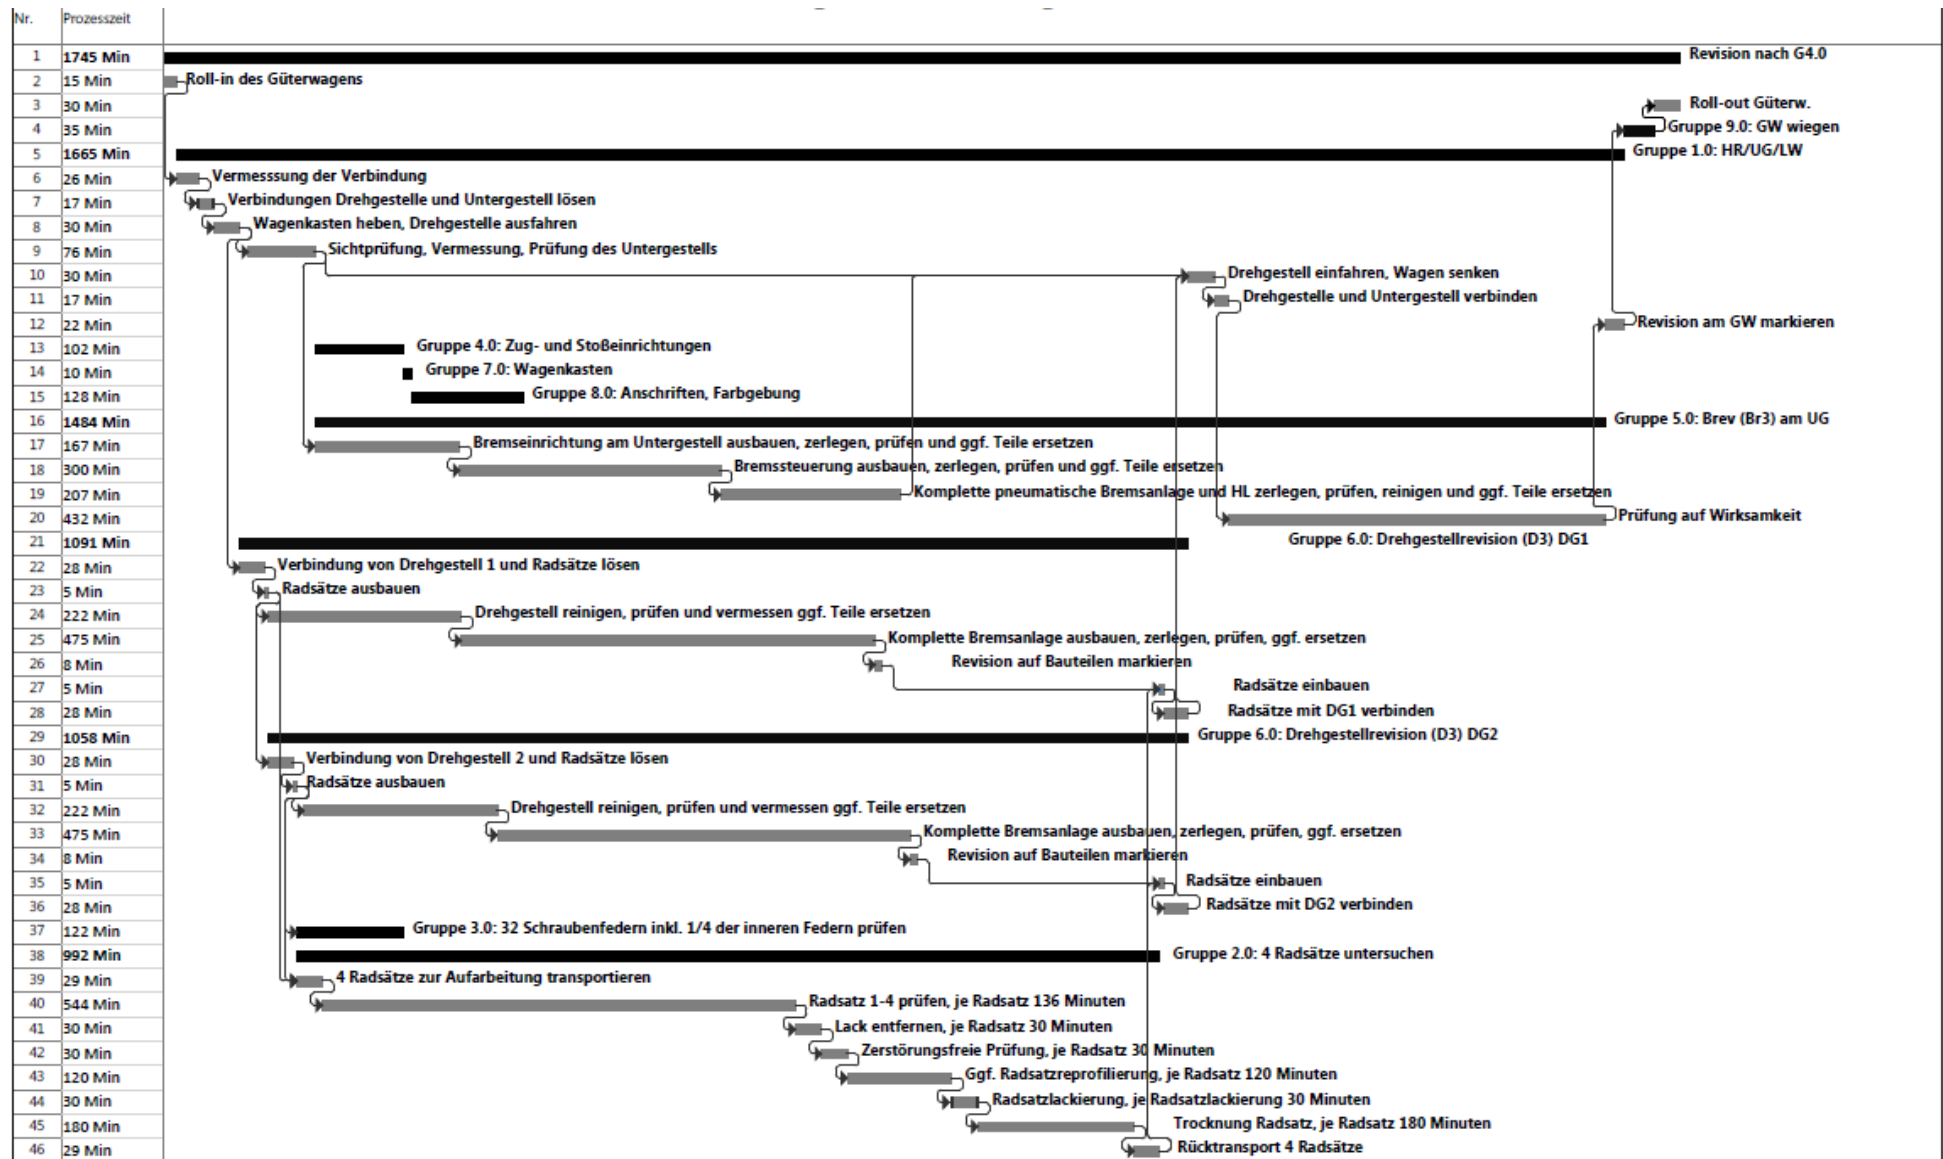 Nr. Prozesszeit
1 1745 Min Revision nach G4.0
2 15 Min Roll-in des Güterwagens
3 30 Min Roll-out Güterw.
4 35 Min Gruppe 9.0: GW wiegen
5 1665 Min Gruppe 1.0: HR/UG/LW
6 26 Min Vermesssung der Verbindung
7 17 Min Verbindungen Drehgestelle und Untergestell lösen
8 30 Min Wagenkasten heben, Drehgestelle ausfahren
9 76 Min Sichtprüfung, Vermessung, Prüfung des Untergestells
10 30 Min Drehgestell einfahren, Wagen senken
11 17 Min Drehgestelle und Untergestell verbinden
12 22 Min Revision am GW markieren
13 102 Min Gruppe 4.0: Zug- und Stoßeinrichtungen
14 10 Min Gruppe 7.0: Wagenkasten
15 128 Min Gruppe 8.0: Anschriften, Farbgebung
16 1484 Min Gruppe 5.0: Brev (Br3) am UG
17 167 Min Bremseinrichtung am Untergestell ausbauen, zerlegen, prüfen und ggf. Teile ersetzen
18 300 Min Bremssteuerung ausbauen, zerlegen, prüfen und ggf. Teile ersetzen
19 207 Min Komplette pneumatische Bremsanlage und HL zerlegen, prüfen, reinigen und ggf. Teile ersetzen
20 432 Min Prüfung auf Wirksamkeit
21 1091 Min Gruppe 6.0: Drehgestellrevision (D3) DG1
22 28 Min Verbindung von Drehgestell 1 und Radsätze lösen
23 5 Min Radsätze ausbauen
24 222 Min Drehgestell reinigen, prüfen und vermessen ggf. Teile ersetzen
25 475 Min Komplette Bremsanlage ausbauen, zerlegen, prüfen, ggf. ersetzen
26 8 Min Revision auf Bauteilen markieren
27 5 Min Radsätze einbauen
28 28 Min Radsätze mit DG1 verbinden
29 1058 Min Gruppe 6.0: Drehgestellrevision (D3) DG2
30 28 Min Verbindung von Drehgestell 2 und Radsätze lösen
31 5 Min Radsätze ausbauen
32 222 Min Drehgestell reinigen, prüfen und vermessen ggf. Teile ersetzen
33 475 Min Komplette Bremsanlage ausbauen, zerlegen, prüfen, ggf. ersetzen
34 8 Min Revision auf Bauteilen markieren
35 5 Min Radsätze einbauen
36 28 Min Radsätze mit DG2 verbinden
37 122 Min Gruppe 3.0: 32 Schraubenfedern inkl. 1/4 der inneren Federn prüfen
38 992 Min Gruppe 2.0: 4 Radsätze untersuchen
39 29 Min 4 Radsätze zur Aufarbeitung transportieren
40 544 Min Radsatz 1-4 prüfen, je Radsatz 136 Minuten
41 30 Min Lack entfernen, je Radsatz 30 Minuten
42 30 Min Zerstörungsfreie Prüfung, je Radsatz 30 Minuten
43 120 Min Ggf. Radsatzreprofilierung, je Radsatz 120 Minuten
44 30 Min Radsatzlackierung, je Radsatzlackierung 30 Minuten
45 180 Min Trocknung Radsatz, je Radsatz 180 Minuten
46 29 Min Rücktransport 4 Radsätze